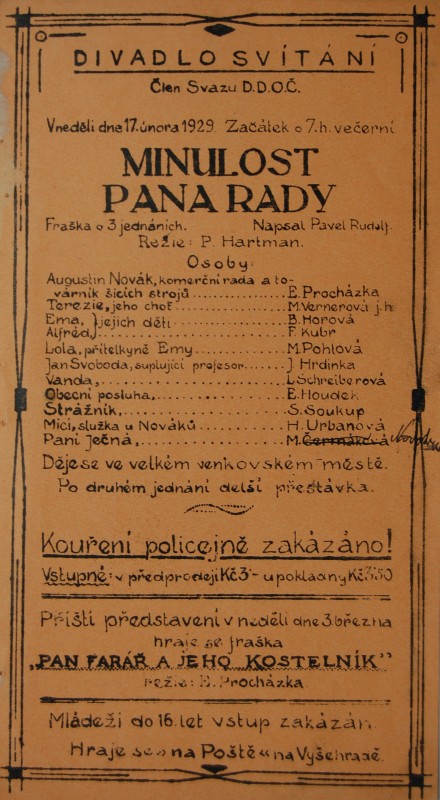 DIVADLO SVÍTÁNÍ
Člen Svazu D.D.O.Č.
V neděli dne 17. února 1929. Začátek o 7. h. večerní
MINULOST
PANA RADY
Fraška o 3 jednáních. Napsal Pavel Rudolf.
Režie: P. Hartman.
Osoby:
Augustin Novák, komerční rada a to-
várník šicích strojů ............... E. Procházka
Terezie, jeho choť ............... M. Vernerová j.h.
Ema, } jejich děti ............... B. Horová
Alfréd, ............... F. Kubr
Lola, přítelkyně Emy ............... M. Pohlová
Jan Svoboda, suplující profesor ...... J. Hrdinka
Vanda, ............... L. Schreiberová
Obecní posluha, ............... E. Houdek
Strážník, ............... S. Soukup
Mici, služka u Nováků ............... H. Urbanová
Paní Ječná, ............... M. Čermáková
Děje se ve velkém venkovském městě.
Po druhém jednání delší přestávka.
Kouření policejně zakázáno!
Vstupné: v předprodeji Kč 3'- u pokladny Kč 3'50
Příští představení v neděli dne 3. března
hraje se fraška
„PAN FARÁŘ A JEHO KOSTELNÍK"
režie: E. Procházka
Mládeži do 16. let vstup zakázán.
Hraje se » na Poště « na Vyšehradě.